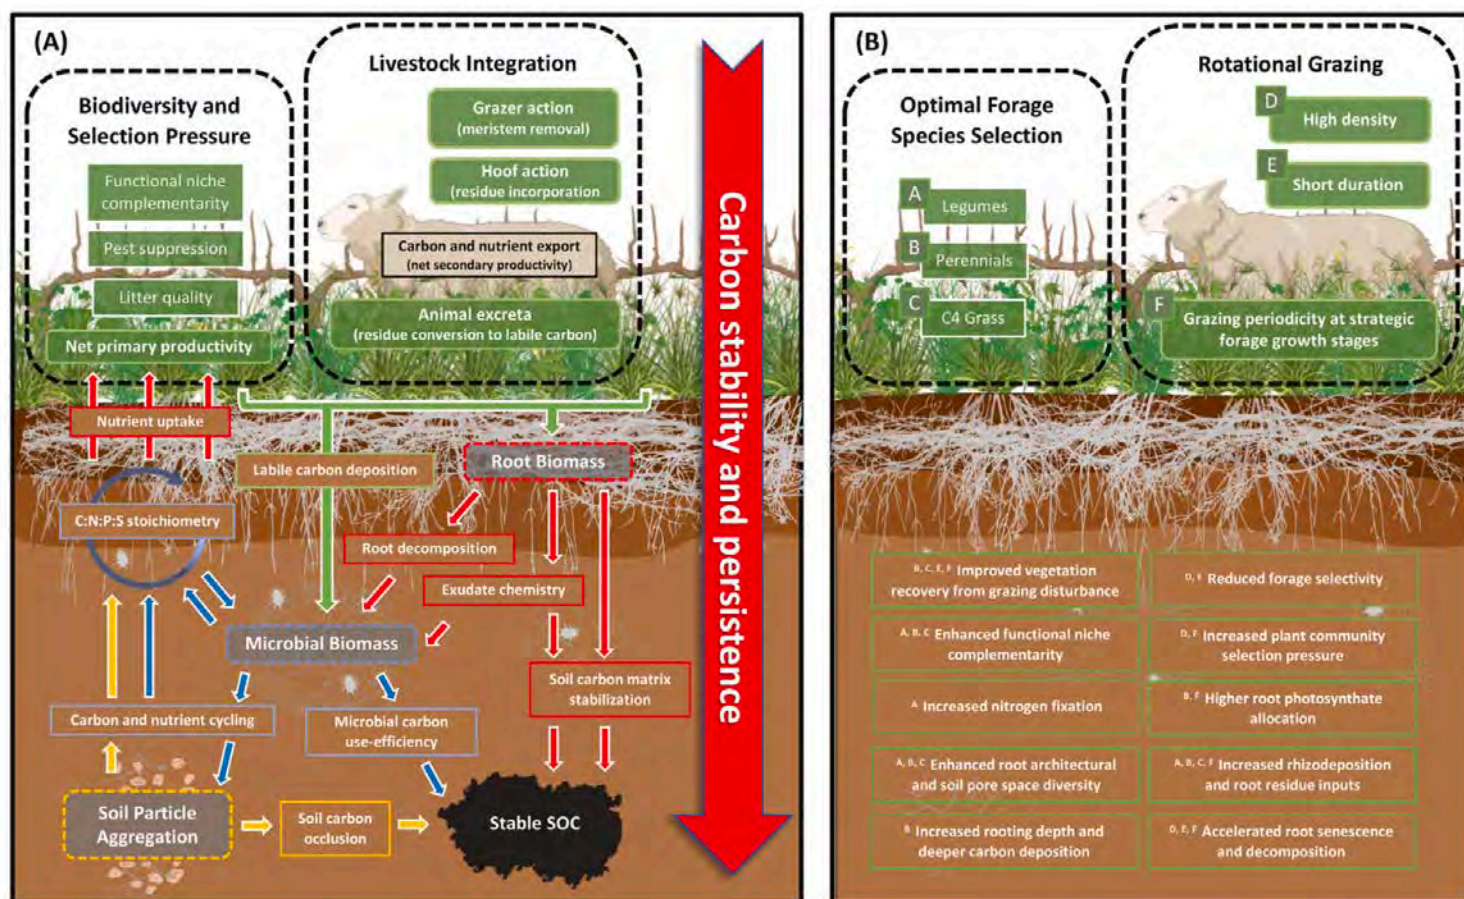 (A)
Biodiversity and
Selection Pressure
Functional niche
complementarity
Pest suppression
Litter quality
Net primary productivity
Livestock Integration
Grazer action
(meristem removal)
Hoof action
(residue incorporation
Carbon and nutrient export
(net secondary productivity)
Animal excreta
(residue conversion to labile carbon)
Nutrient uptake
Labile carbon deposition
Root Biomass
C:N:P:S stoichiometry
Root decomposition
Exudate chemistry
Microbial Biomass
Soil carbon matrix
stabilization
Carbon and nutrient cycling
Microbial carbon
use-efficiency
Soil Particle
Aggregation
Soil carbon
occlusion
Stable SOC
Carbon stability and persistence
(B)
Optimal Forage
Species Selection
A
Legumes
B
Perennials
C
C4 Grass
Rotational Grazing
D
High density
E
Short duration
F
Grazing periodicity at strategic
forage growth stages
B, C, E, F Improved vegetation
recovery from grazing disturbance
D, F Reduced forage selectivity
A, B, C Enhanced functional niche
complementarity
D, F Increased plant community
selection pressure
A Increased nitrogen fixation
B, F Higher root photosynthate
allocation
A, B, C Enhanced root architectural
and soil pore space diversity
A, B, C, F Increased rhizodeposition
and root residue inputs
B Increased rooting depth and
deeper carbon deposition
D, E, F Accelerated root senescence
and decomposition